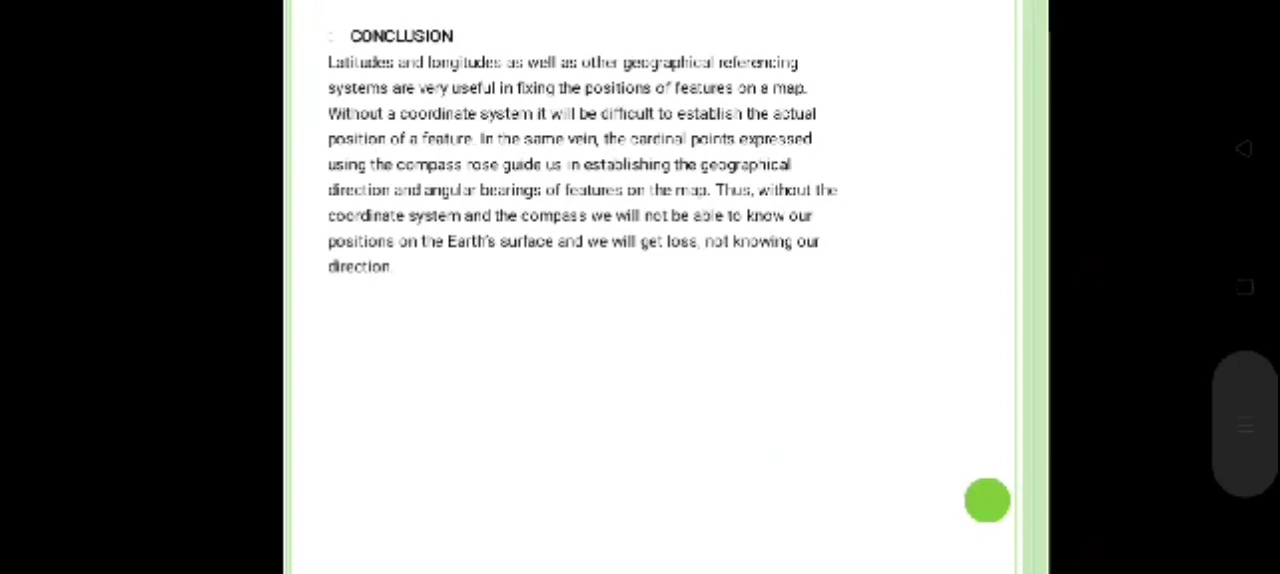 : CONCLUSION
Latitudes and longitudes as well as other geographical referencing
systems are very useful in fixing the positions of features on a map.
Without a coordinate system it will be difficult to establish the actual
position of a feature. In the same vein, the cardinal points expressed
using the compass rose guide us in establishing the geographical
direction and angular bearings of features on the map. Thus, without the
coordinate system and the compass we will not be able to know our
positions on the Earth's surface and we will get loss, not knowing our
direction.